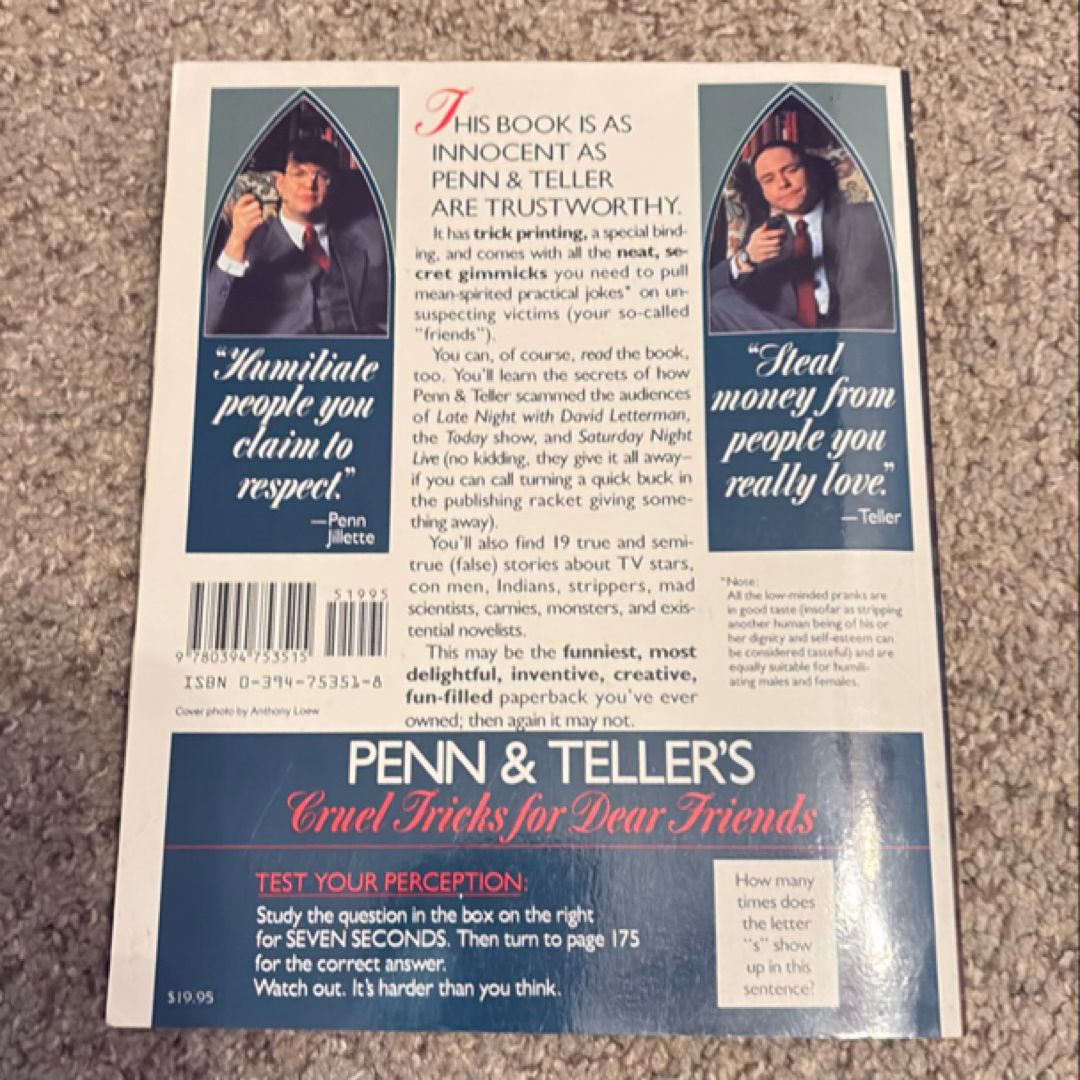 THIS BOOK IS AS
INNOCENT AS
PENN & TELLER
ARE TRUSTWORTHY.
It has trick printing, a special bind-
ing, and comes with all the neat, se-
cret gimmicks you need to pull
mean-spirited practical jokes* on un-
suspecting victims (your so-called
"friends").
You can, of course, read the book,
too. You'll learn the secrets of how
Penn & Teller scammed the audiences
of Late Night with David Letterman,
the Today show, and Saturday Night
Live (no kidding, they give it all away—
if you can call turning a quick buck in
the publishing racket giving some-
thing away).
You'll also find 19 true and semi-
true (false) stories about TV stars,
con men, Indians, strippers, mad
scientists, carnies, monsters, and exis-
tential novelists.
This may be the funniest, most
delightful, inventive, creative,
fun-filled paperback you've ever
owned; then again it may not.
"Humiliate
people you
claim to
respect."
—Penn
Jillette
"Steal
money from
people you
really love."
—Teller
51995
9 780394 753515
ISBN 0-394-75351-8
Cover photo by Anthony Loew
*Note:
All the low-minded pranks are
in good taste (insofar as stripping
another human being of his or
her dignity and self-esteem can
be considered tasteful) and are
equally suitable for humili-
ating males and females.
PENN & TELLER'S
Cruel Tricks for Dear Friends
TEST YOUR PERCEPTION:
Study the question in the box on the right
for SEVEN SECONDS. Then turn to page 175
for the correct answer.
Watch out. It's harder than you think.
$19.95
How many
times does
the letter
"s" show
up in this
sentence?